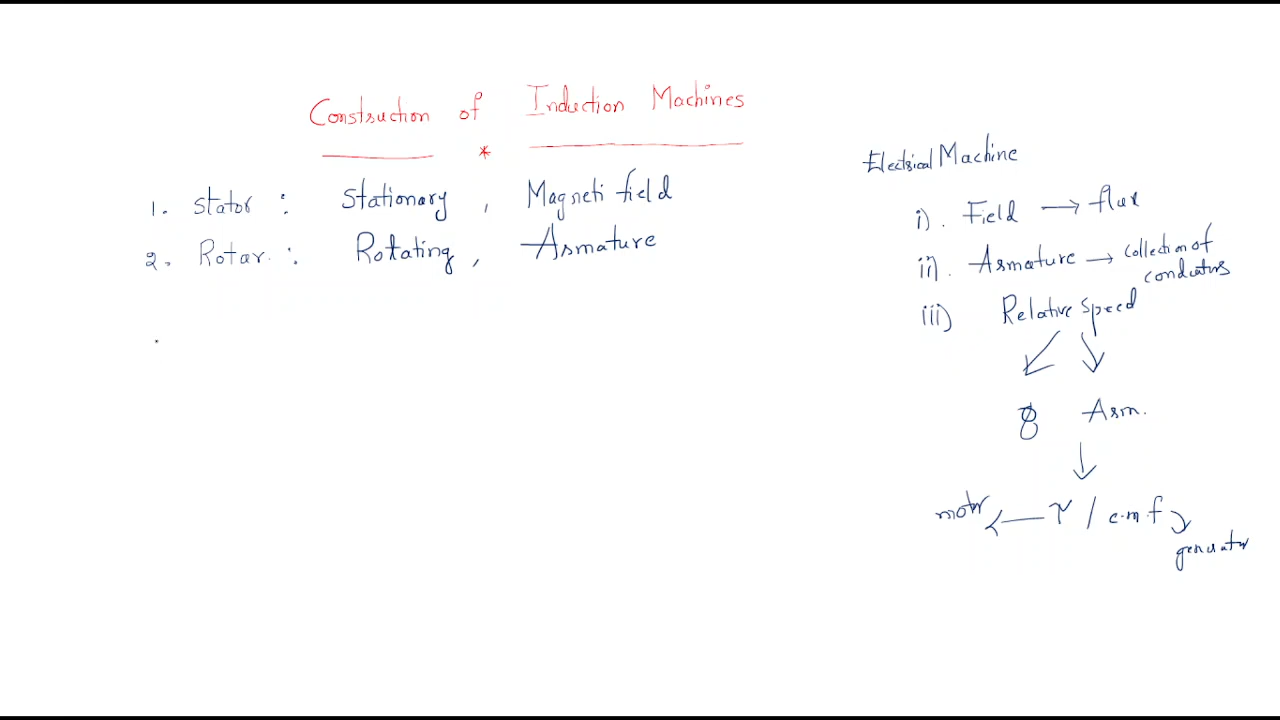 Construction of Induction Machines
*
1. Stator : Stationary, Magneti field
2. Rotar. : Rotating, Armature
Electrical Machine
i). Field → flux
ii). Armature → collection of
conductors
iii) Relative speed
Arm.
motor ← τ / e.m.f
generator